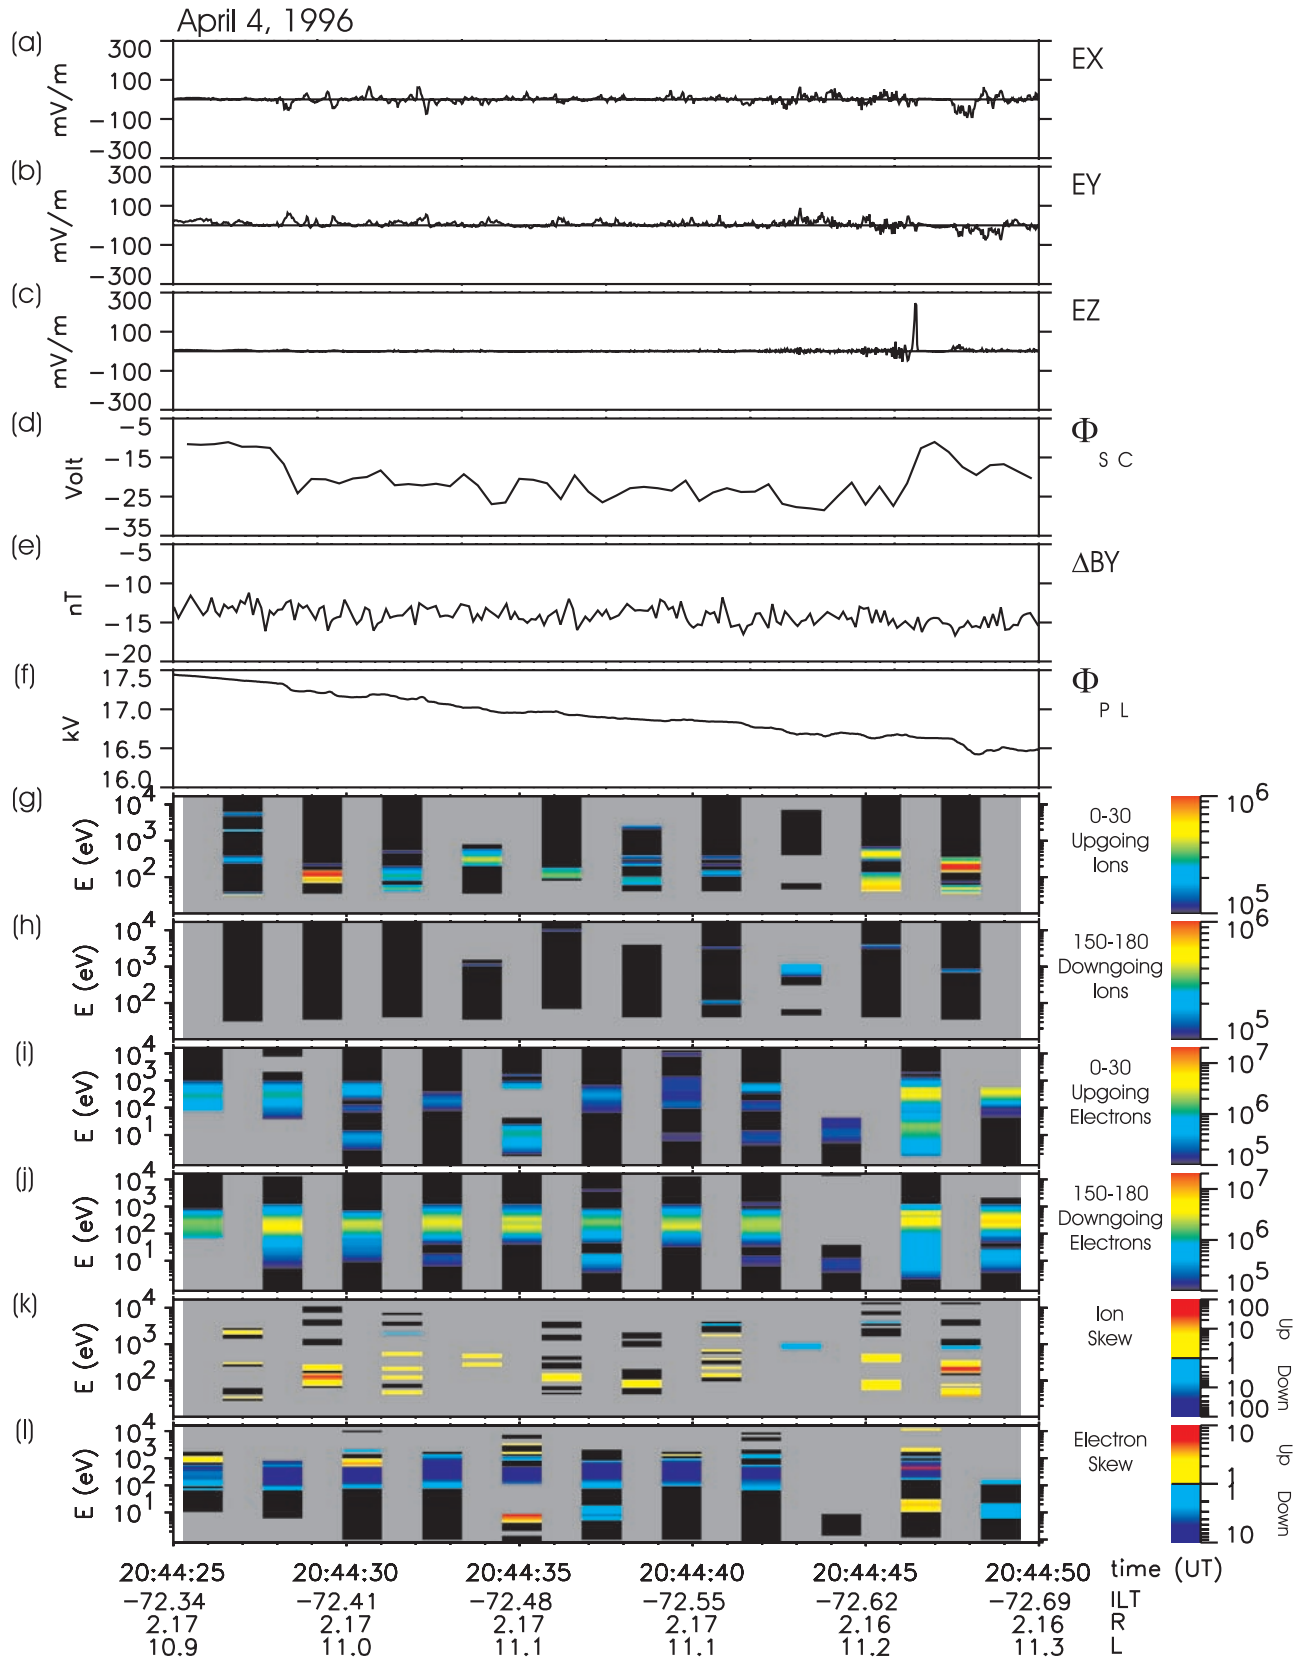 April 4, 1996
(a)
300
100
−100
−300
mV/m
EX
(b)
300
100
−100
−300
mV/m
EY
(c)
300
100
−100
−300
mV/m
EZ
(d)
−5
−15
−25
−35
Volt
Φ
S C
(e)
−5
−10
−15
−20
nT
ΔBY
(f)
17.5
17.0
16.5
16.0
kV
Φ
P L
(g)
10^4
10^3
10^2
E (eV)
0-30
Upgoing
Ions
10^6
10^5
(h)
10^4
10^3
10^2
E (eV)
150-180
Downgoing
Ions
10^6
10^5
(i)
10^4
10^3
10^2
10^1
E (eV)
0-30
Upgoing
Electrons
10^7
10^6
10^5
(j)
10^4
10^3
10^2
10^1
E (eV)
150-180
Downgoing
Electrons
10^7
10^6
10^5
(k)
10^4
10^3
10^2
E (eV)
Ion
Skew
100
10
1
10
100
Up
Down
(l)
10^4
10^3
10^2
10^1
E (eV)
Electron
Skew
10
1
10
Up
Down
20:44:25 20:44:30 20:44:35 20:44:40 20:44:45 20:44:50 time (UT)
−72.34 −72.41 −72.48 −72.55 −72.62 −72.69 ILT
2.17 2.17 2.17 2.17 2.16 2.16 R
10.9 11.0 11.1 11.1 11.2 11.3 L